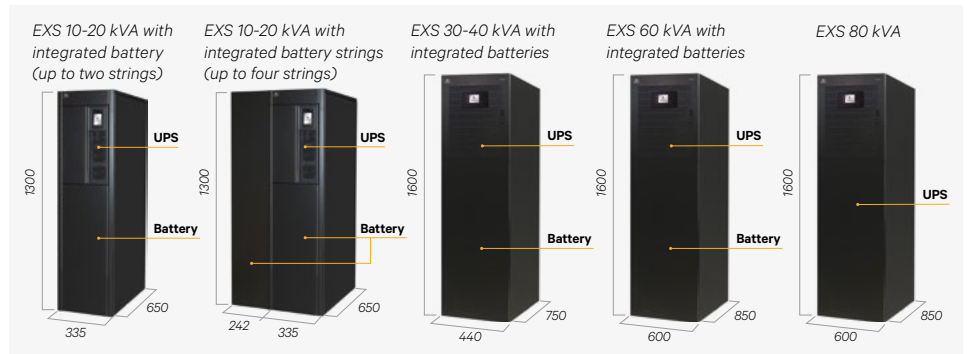 EXS 10-20 kVA with
integrated battery
(up to two strings)
EXS 10-20 kVA with
integrated battery strings
(up to four strings)
EXS 30-40 kVA with
integrated batteries
EXS 60 kVA with
integrated batteries
EXS 80 kVA
UPS
Battery
1300
335
650
UPS
Battery
1300
242
335
650
UPS
Battery
1600
440
750
UPS
Battery
1600
600
850
UPS
1600
600
850